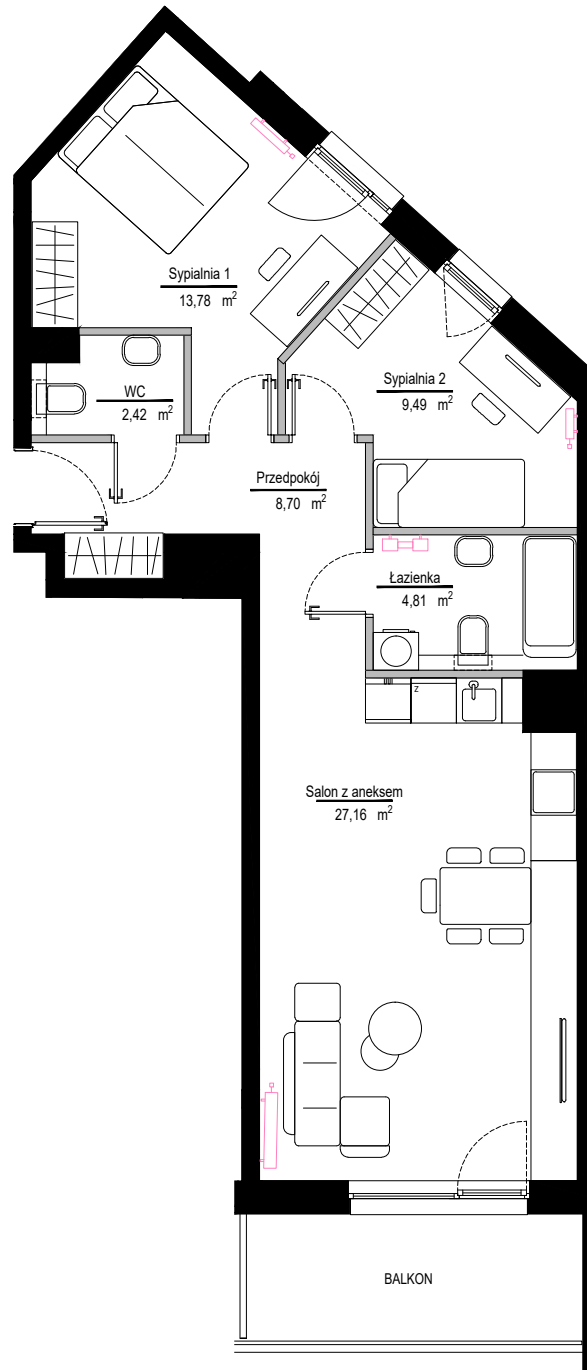 Sypialnia 1
13,78 m²
WC
2,42 m²
Sypialnia 2
9,49 m²
Przedpokój
8,70 m²
Łazienka
4,81 m²
z
Salon z aneksem
27,16 m²
BALKON